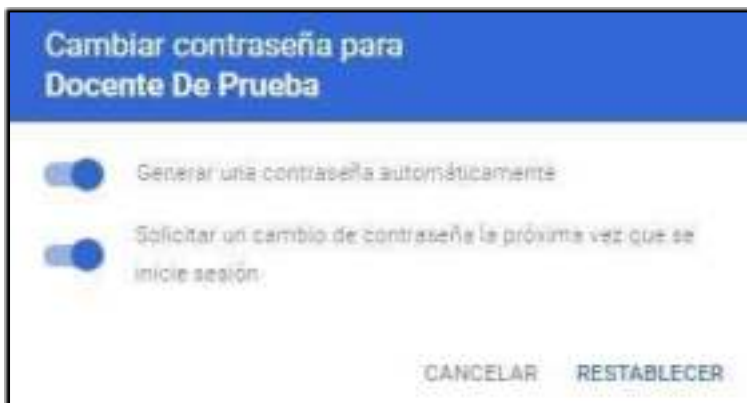 Cambiar contraseña para
Docente De Prueba
Generar una contraseña automáticamente
Solicitar un cambio de contraseña la próxima vez que se
inicie sesión
CANCELAR RESTABLECER